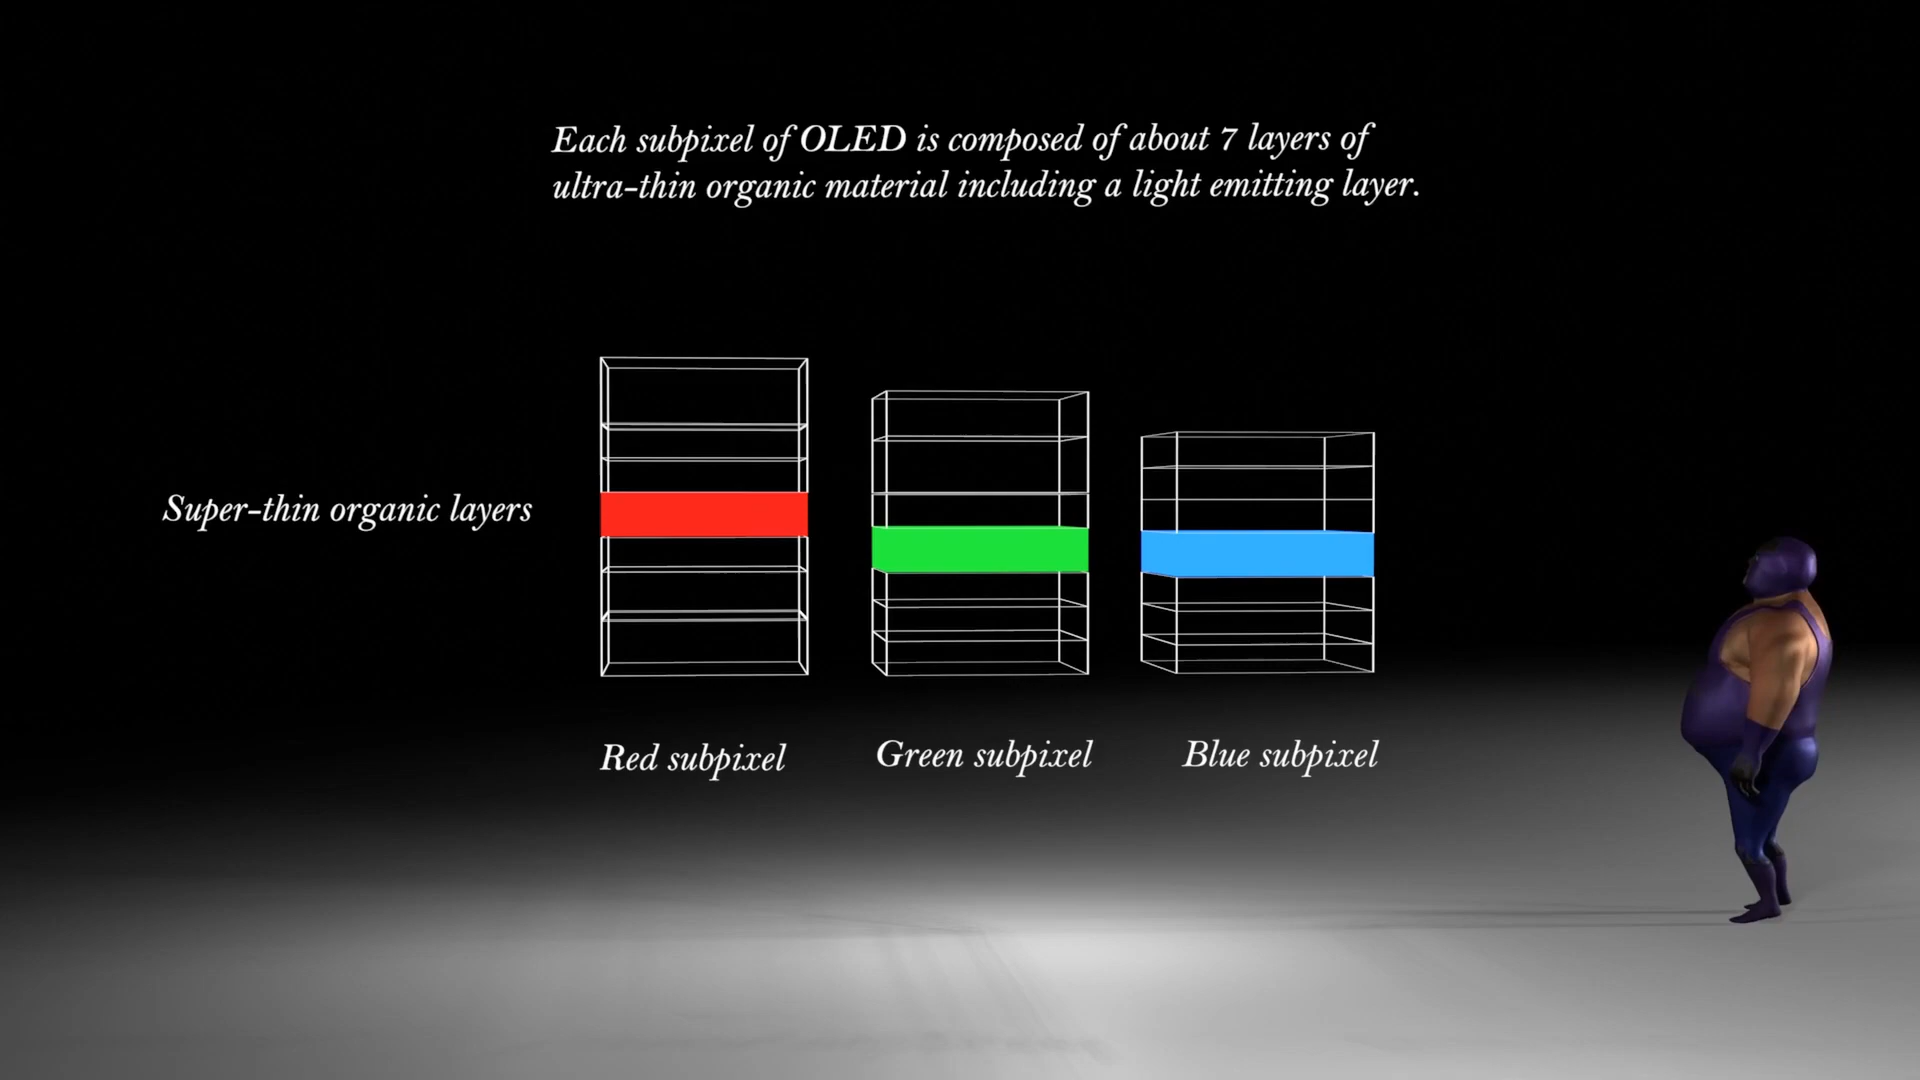 Each subpixel of OLED is composed of about 7 layers of
ultra-thin organic material including a light emitting layer.
Super-thin organic layers
Red subpixel
Green subpixel
Blue subpixel